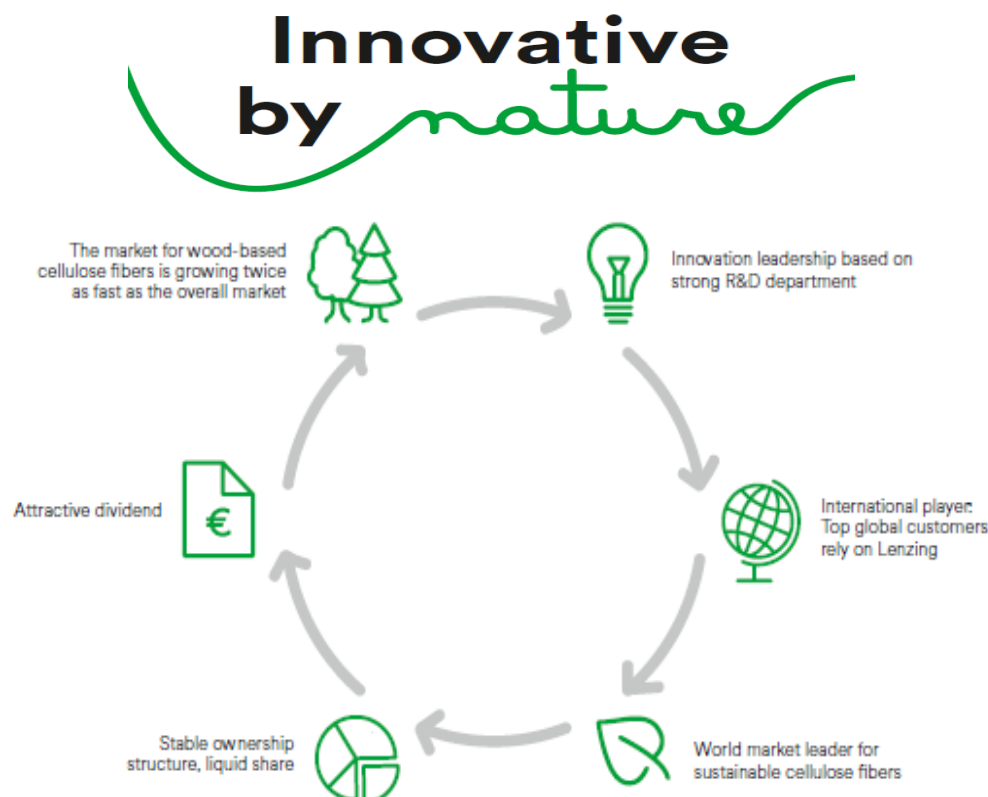 Innovative
by nature
The market for wood-based
cellulose fibers is growing twice
as fast as the overall market
Innovation leadership based on
strong R&D department
Attractive dividend
€
International player:
Top global customers
rely on Lenzing
Stable ownership
structure, liquid share
World market leader for
sustainable cellulose fibers